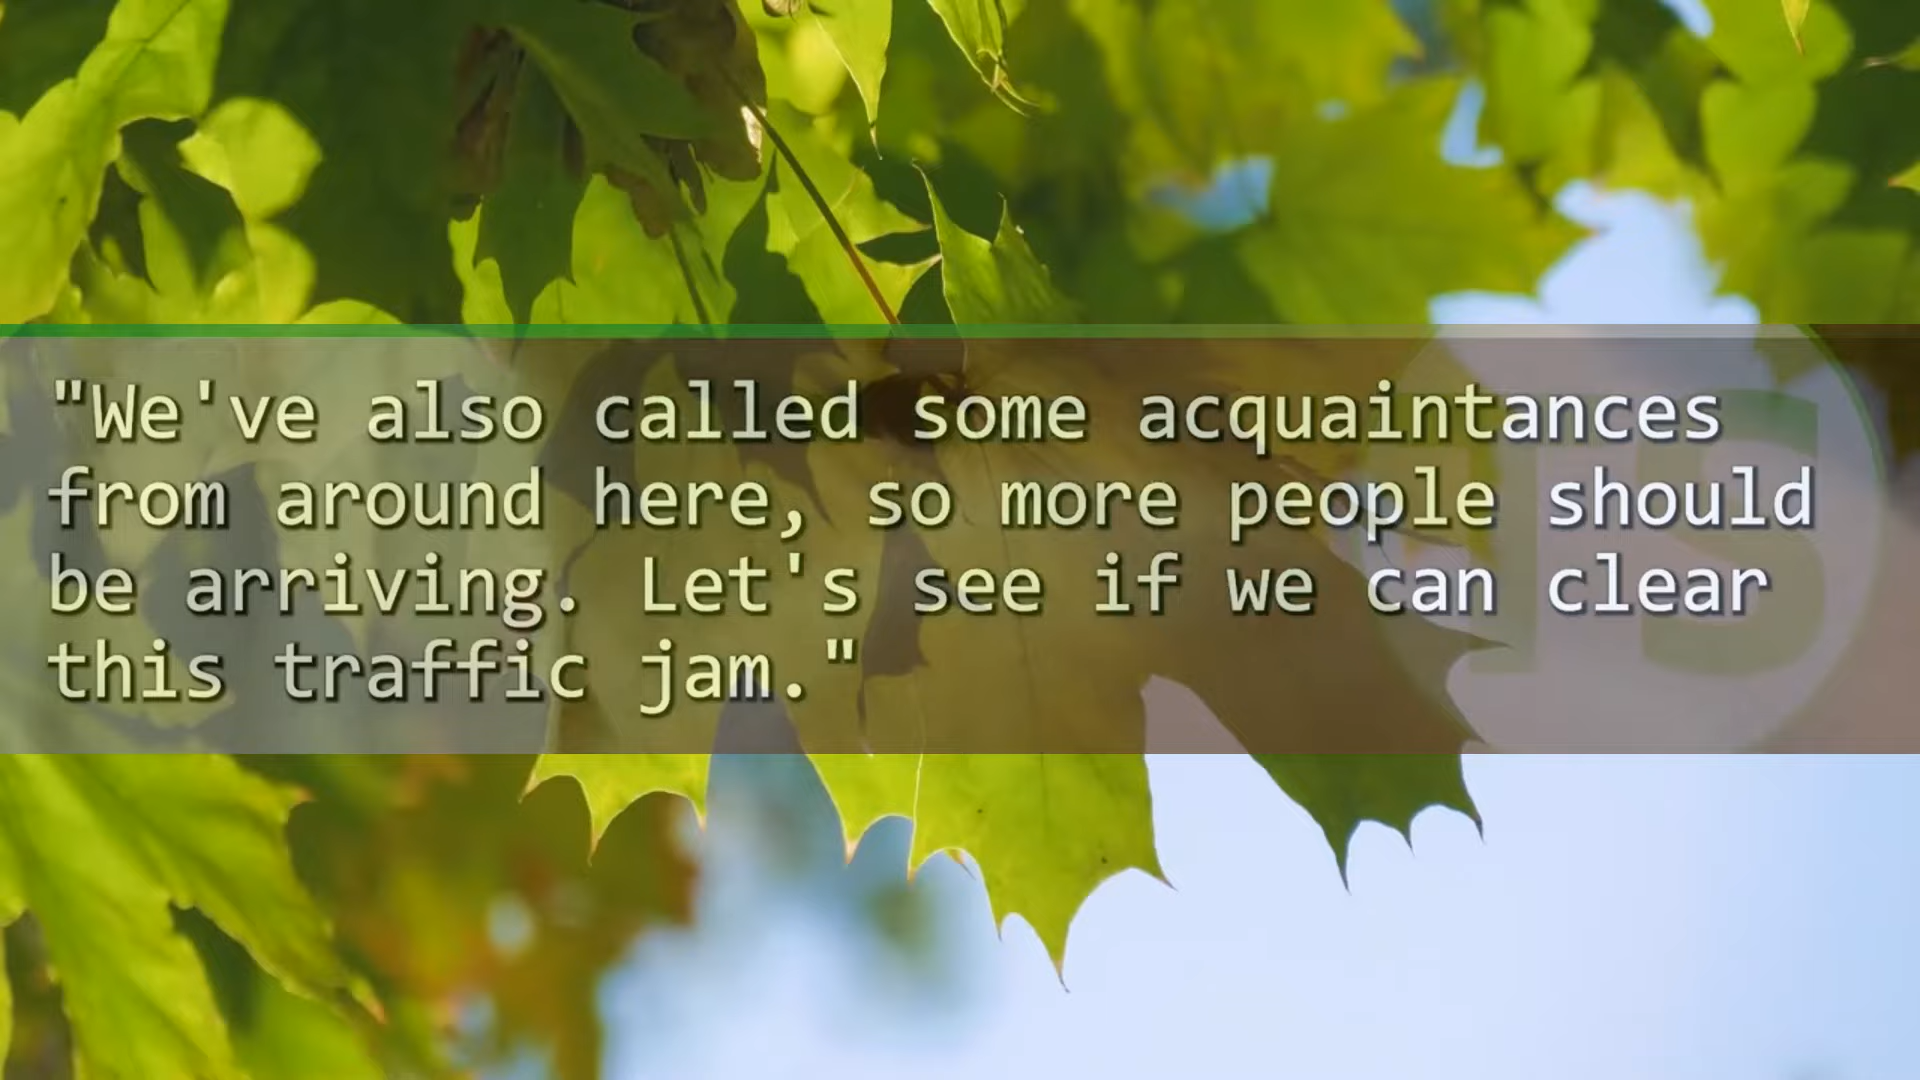 "We've also called some acquaintances
from around here, so more people should
be arriving. Let's see if we can clear
this traffic jam."